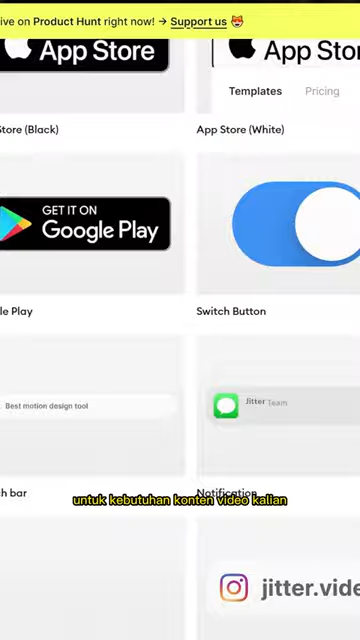 ive on Product Hunt right now! → Support us
App Store
App Stor
Templates
Pricing
Store (Black)
App Store (White)
GET IT ON
Google Play
le Play
Switch Button
Best motion design tool
Jitter Team
h bar
Notification
untuk kebutuhan konten video kalian
jitter.vide